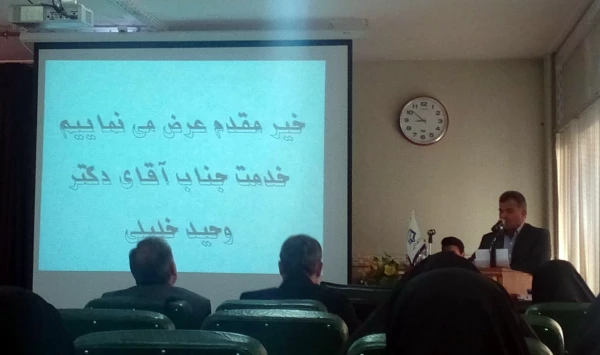 خیر مقدم عرض می نماییم
خدمت جناب آقای دکتر
وحید خلیلی